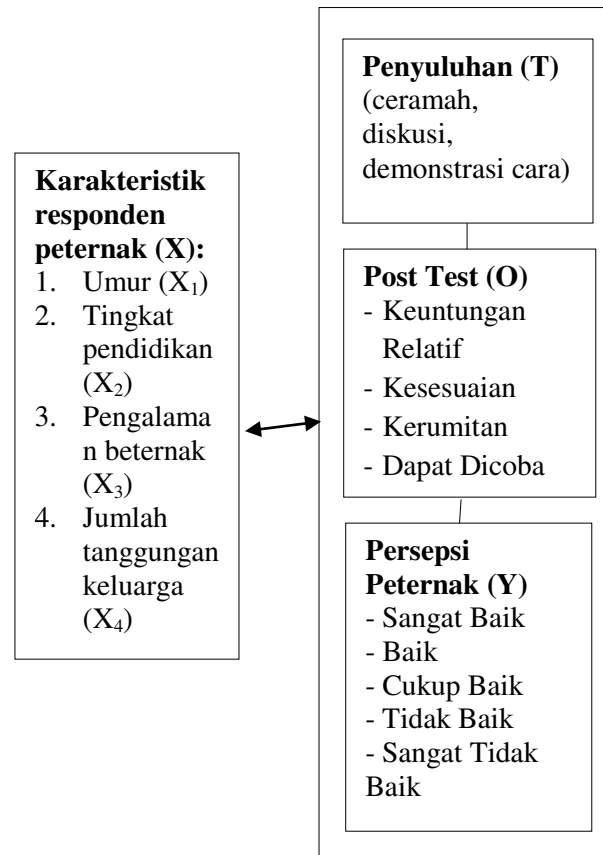 Karakteristik
responden
peternak (X):
1. Umur (X₁)
2. Tingkat
pendidikan
(X₂)
3. Pengalama
n beternak
(X₃)
4. Jumlah
tanggungan
keluarga
(X₄)
Penyuluhan (T)
(ceramah,
diskusi,
demonstrasi cara)
Post Test (O)
- Keuntungan
Relatif
- Kesesuaian
- Kerumitan
- Dapat Dicoba
Persepsi
Peternak (Y)
- Sangat Baik
- Baik
- Cukup Baik
- Tidak Baik
- Sangat Tidak
Baik